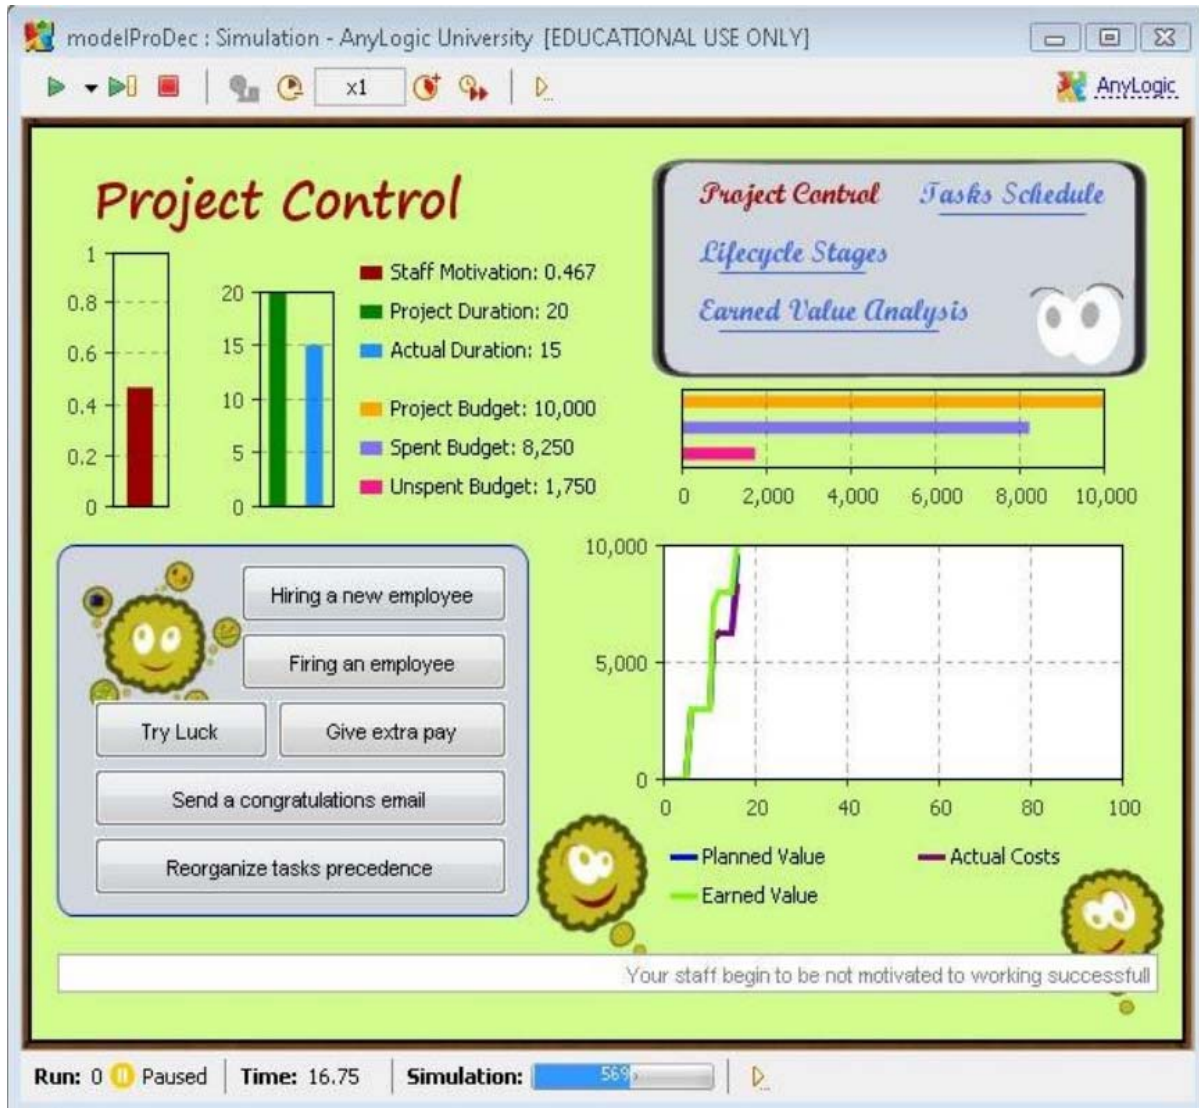 modelProDec : Simulation - AnyLogic University [EDUCATIONAL USE ONLY]
x1
AnyLogic
Project Control
Project Control
Tasks Schedule
Lifecycle Stages
Earned Value Analysis
1
0.8
0.6
0.4
0.2
0
20
15
10
5
0
Staff Motivation: 0.467
Project Duration: 20
Actual Duration: 15
Project Budget: 10,000
Spent Budget: 8,250
Unspent Budget: 1,750
0 2,000 4,000 6,000 8,000 10,000
Hiring a new employee
Firing an employee
Try Luck
Give extra pay
Send a congratulations email
Reorganize tasks precedence
10,000
5,000
0
0 20 40 60 80 100
Planned Value
Actual Costs
Earned Value
Your staff begin to be not motivated to working successfull
Run: 0 Paused Time: 16.75 Simulation: 56%